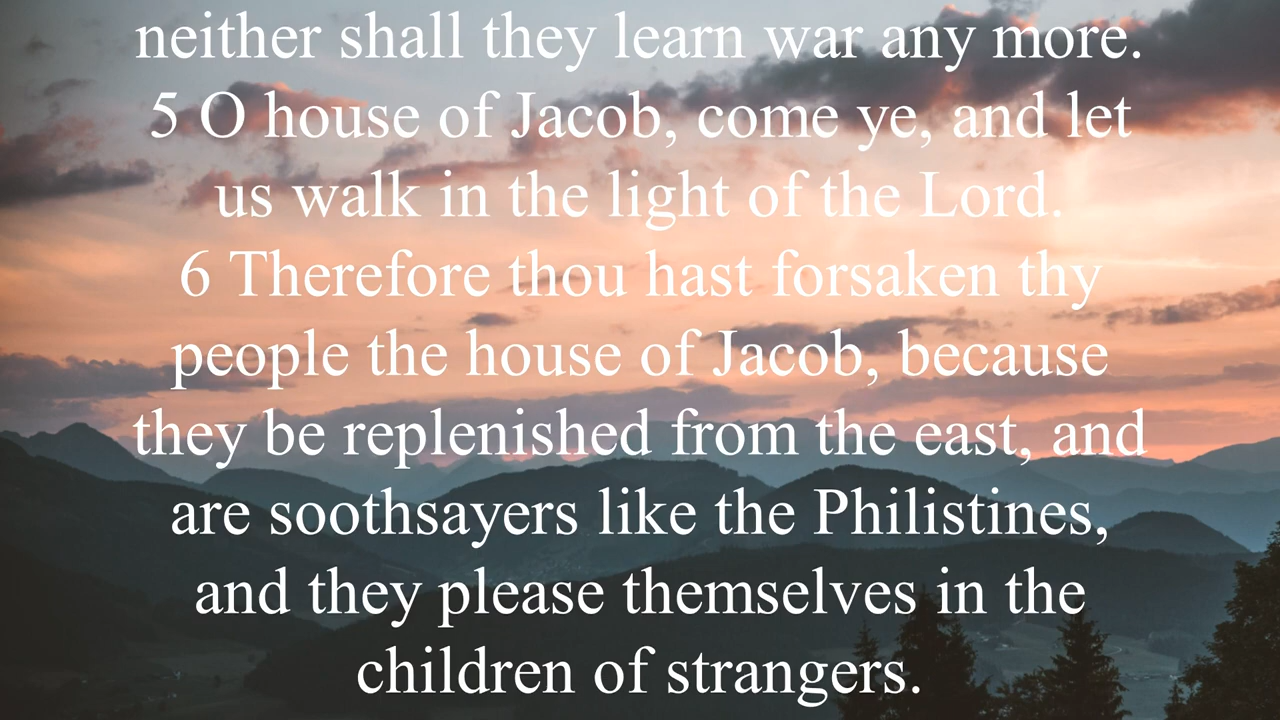 neither shall they learn war any more.
5 O house of Jacob, come ye, and let
us walk in the light of the Lord.
6 Therefore thou hast forsaken thy
people the house of Jacob, because
they be replenished from the east, and
are soothsayers like the Philistines,
and they please themselves in the
children of strangers.